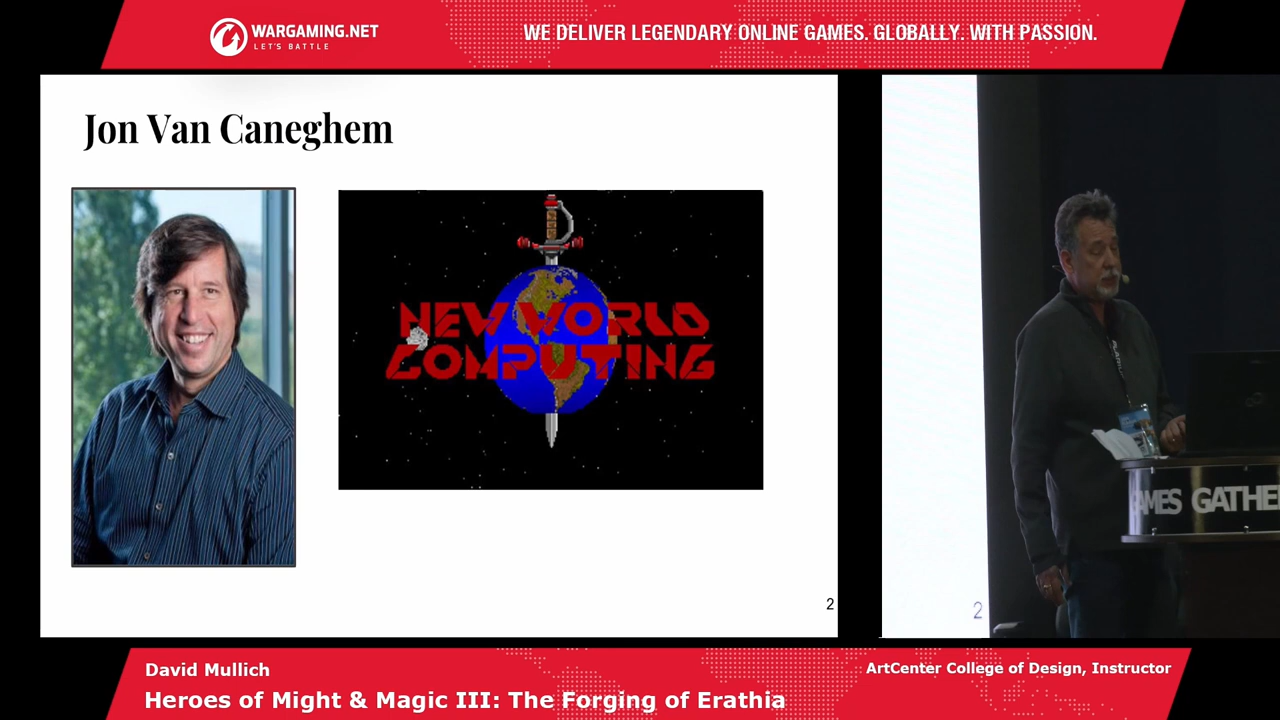 WARGAMING.NET
LET'S BATTLE
WE DELIVER LEGENDARY ONLINE GAMES. GLOBALLY. WITH PASSION.
Jon Van Caneghem
NEW WORLD
COMPUTING
2
2
GAMES GATHE
David Mullich
ArtCenter College of Design, Instructor
Heroes of Might & Magic III: The Forging of Erathia